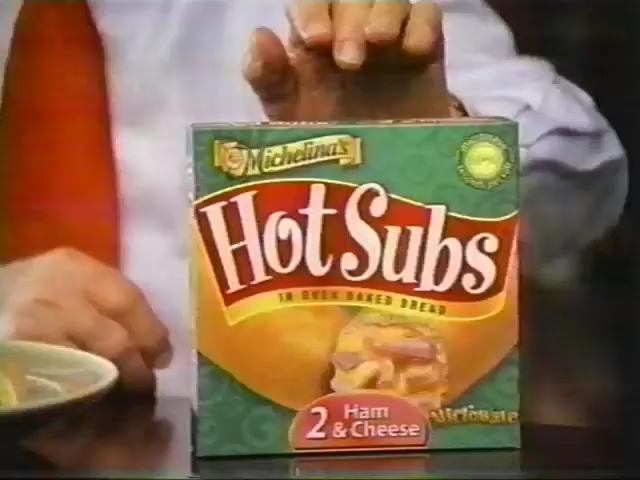 Michelina's
Hot Subs
IN OVEN BAKED BREAD
2 Ham
& Cheese